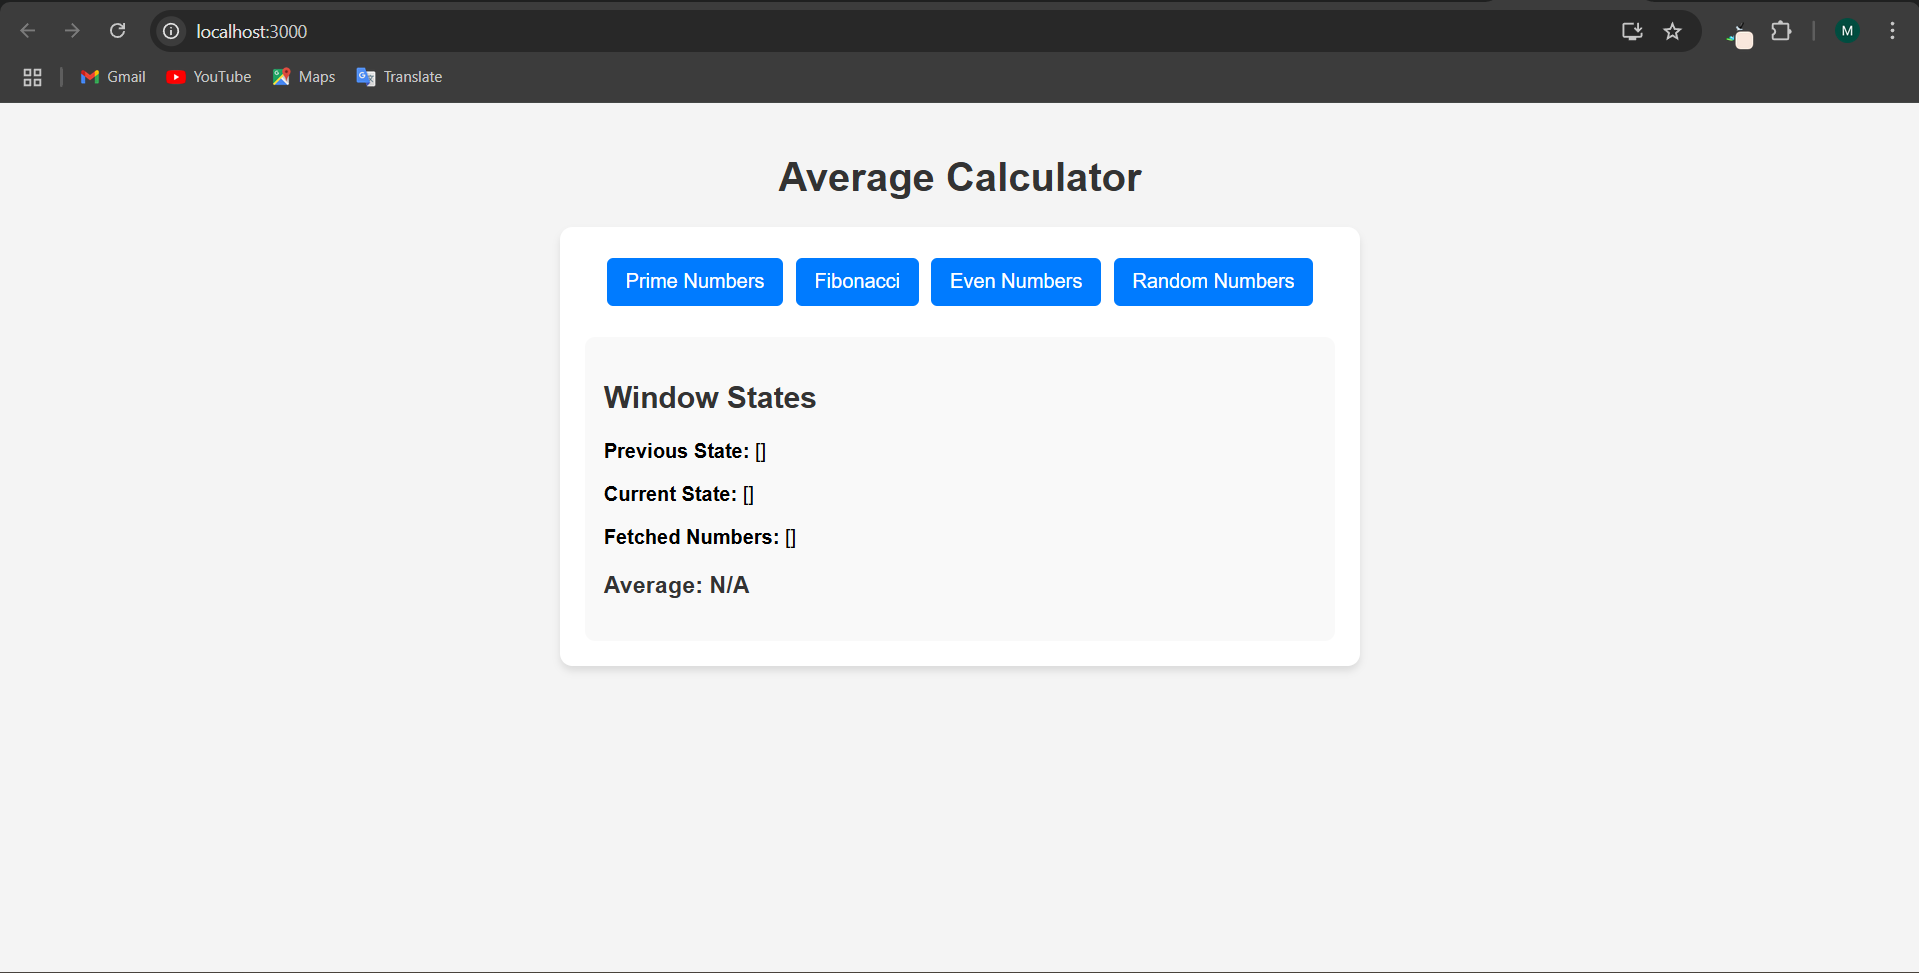 localhost:3000
M
Gmail YouTube Maps Translate
Average Calculator
Prime Numbers Fibonacci Even Numbers Random Numbers
Window States
Previous State: []
Current State: []
Fetched Numbers: []
Average: N/A